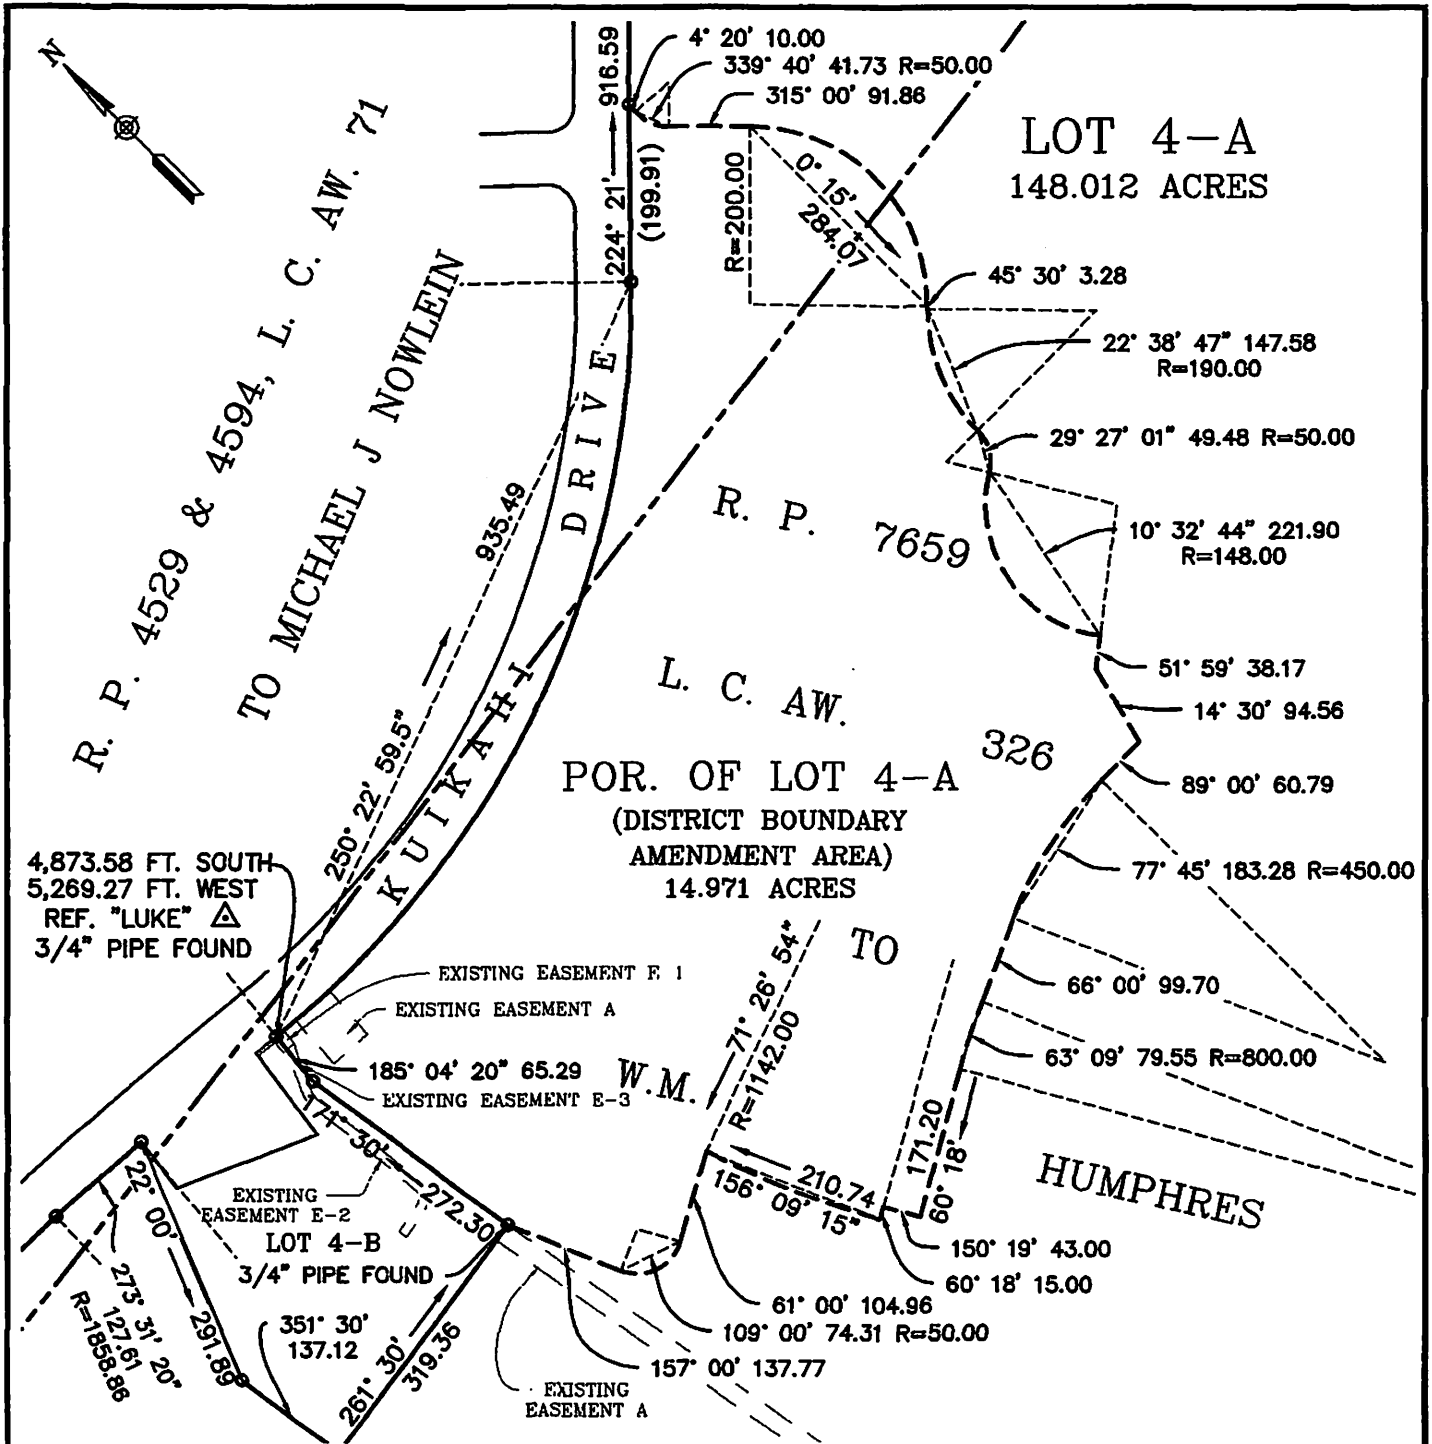 N
916.59
4° 20' 10.00
339° 40' 41.73 R=50.00
315° 00' 91.86
LOT 4-A
148.012 ACRES
R. P. 4529 & 4594, L. C. AW. 71
TO MICHAEL J NOWLEIN
224° 21'
(199.91)
R=200.00
0° 15'
284.07
45° 30' 3.28
22° 38' 47" 147.58
R=190.00
29° 27' 01" 49.48 R=50.00
10° 32' 44" 221.90
R=148.00
51° 59' 38.17
14° 30' 94.56
89° 00' 60.79
77° 45' 183.28 R=450.00
66° 00' 99.70
63° 09' 79.55 R=800.00
KUIKAHI DRIVE
935.49
250° 22' 59.5"
R. P. 7659
L. C. AW. 326
POR. OF LOT 4-A
(DISTRICT BOUNDARY
AMENDMENT AREA)
14.971 ACRES
TO
W.M.
HUMPHRES
4,873.58 FT. SOUTH
5,269.27 FT. WEST
REF. "LUKE"
3/4" PIPE FOUND
EXISTING EASEMENT E 1
EXISTING EASEMENT A
185° 04' 20" 65.29
EXISTING EASEMENT E-3
171° 30'
272.30
71° 26' 54"
R=1142.00
171.20
60° 18'
210.74
156° 09' 15"
150° 19' 43.00
60° 18' 15.00
61° 00' 104.96
109° 00' 74.31 R=50.00
157° 00' 137.77
EXISTING
EASEMENT E-2
LOT 4-B
3/4" PIPE FOUND
22° 00'
291.89
273° 31' 20"
127.61
R=1858.86
351° 30'
137.12
261° 30'
319.36
EXISTING
EASEMENT A